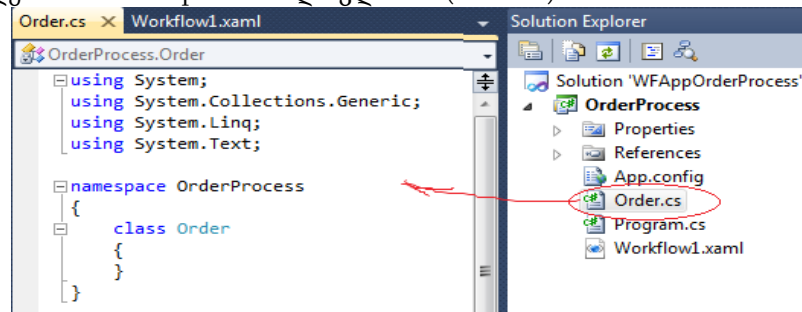 Order.cs × Workflow1.xaml
OrderProcess.Order
using System;
using System.Collections.Generic;
using System.Linq;
using System.Text;
namespace OrderProcess
{
class Order
{
}
}
Solution Explorer
Solution 'WFAppOrderProcess'
OrderProcess
Properties
References
App.config
Order.cs
Program.cs
Workflow1.xaml